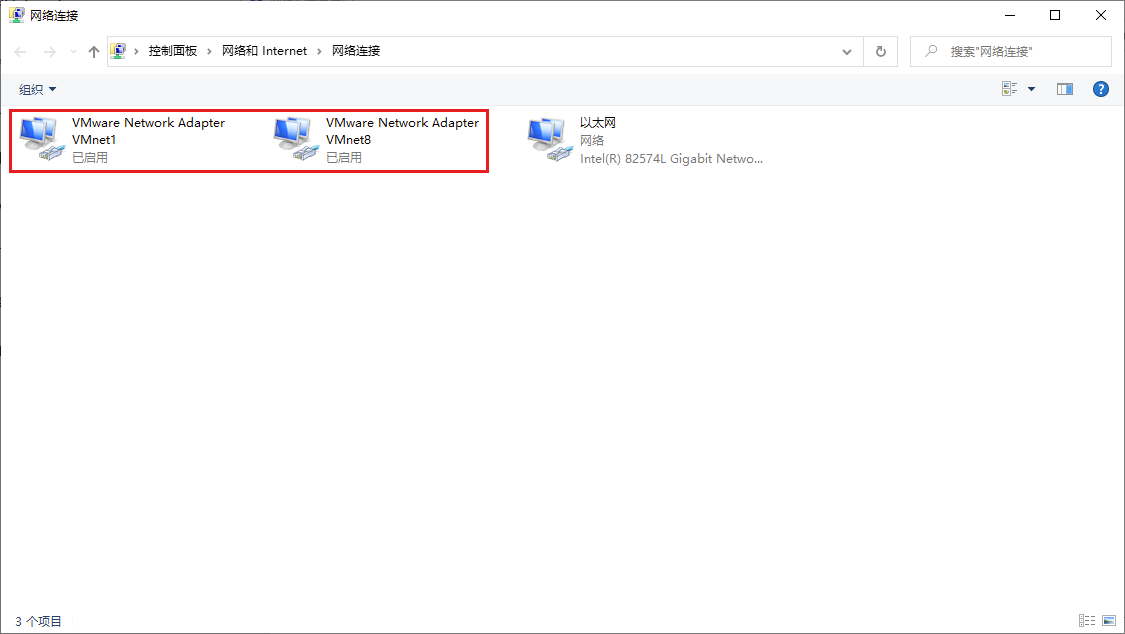 网络连接
控制面板 › 网络和 Internet › 网络连接
搜索"网络连接"
组织
VMware Network Adapter
VMnet1
已启用
VMware Network Adapter
VMnet8
已启用
以太网
网络
Intel(R) 82574L Gigabit Netwo...
3 个项目